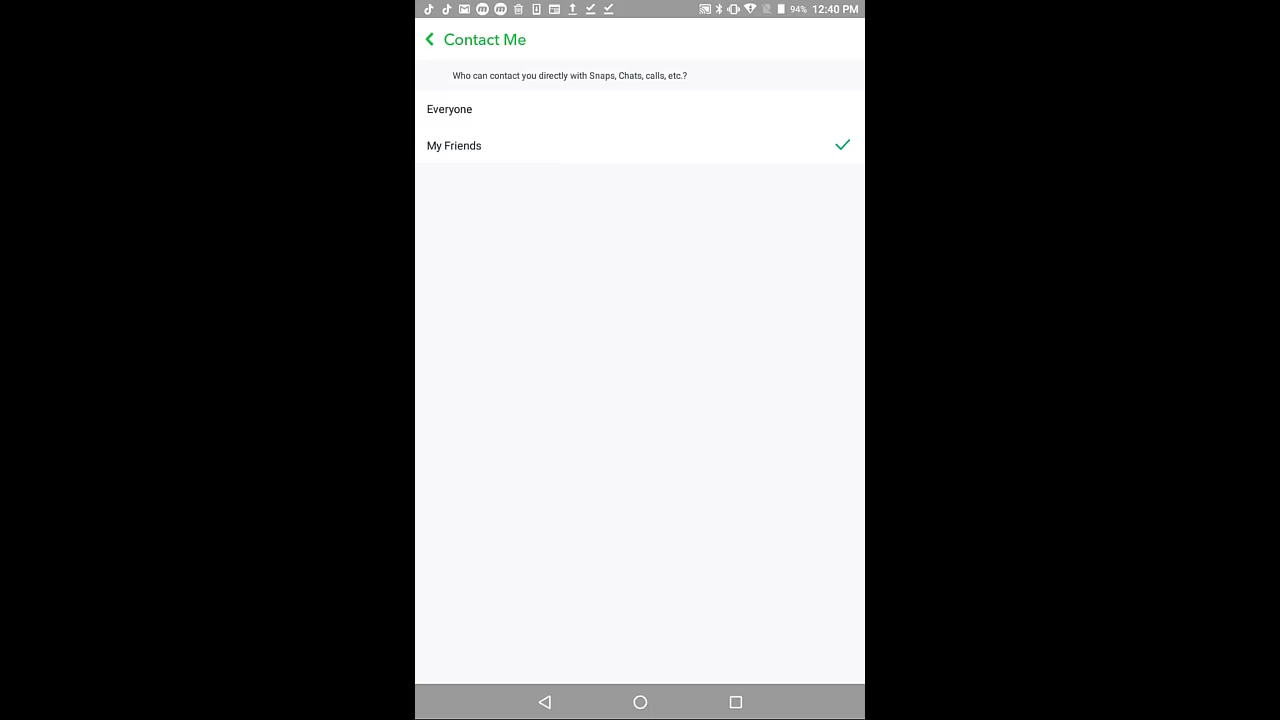 94% 12:40 PM
Contact Me
Who can contact you directly with Snaps, Chats, calls, etc.?
Everyone
My Friends